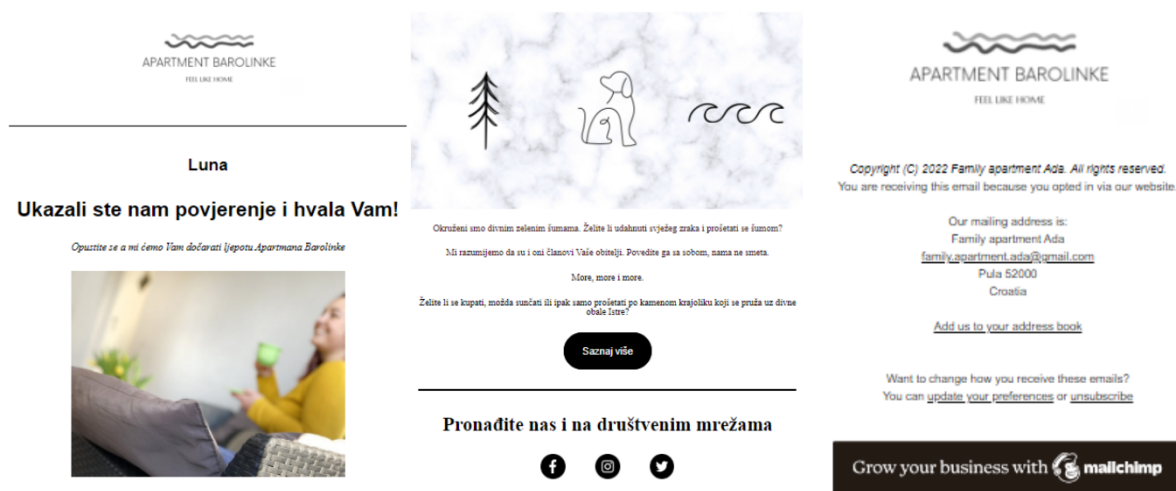 APARTMENT BAROLINKE
FEEL LIKE HOME
Luna
Ukazali ste nam povjerenje i hvala Vam!
Opustite se a mi ćemo Vam dočarati ljepotu Apartmana Barolinke
Okruženi smo divnim zelenim šumama. Želite li udahnuti svježeg zraka i prošetati se šumom?
Mi razumijemo da su i oni članovi Vaše obitelji. Povedite ga sa sobom, nama ne smeta.
More, more i more.
Želite li se kupati, možda sunčati ili ipak samo prošetati po kamenom krajoliku koji se pruža uz divne
obale Istre?
Saznaj više
Pronađite nas i na društvenim mrežama
APARTMENT BAROLINKE
FEEL LIKE HOME
Copyright (C) 2022 Family apartment Ada. All rights reserved.
You are receiving this email because you opted in via our website.
Our mailing address is:
Family apartment Ada
family.apartment.ada@gmail.com
Pula 52000
Croatia
Add us to your address book
Want to change how you receive these emails?
You can update your preferences or unsubscribe
Grow your business with mailchimp